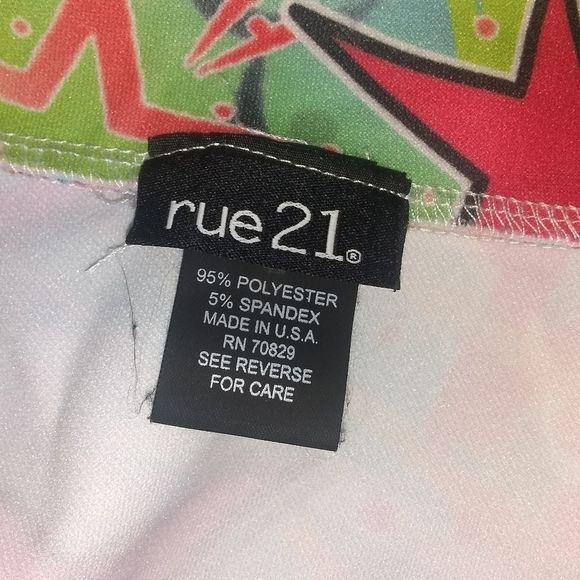 rue21®
95% POLYESTER
5% SPANDEX
MADE IN U.S.A.
RN 70829
SEE REVERSE
FOR CARE